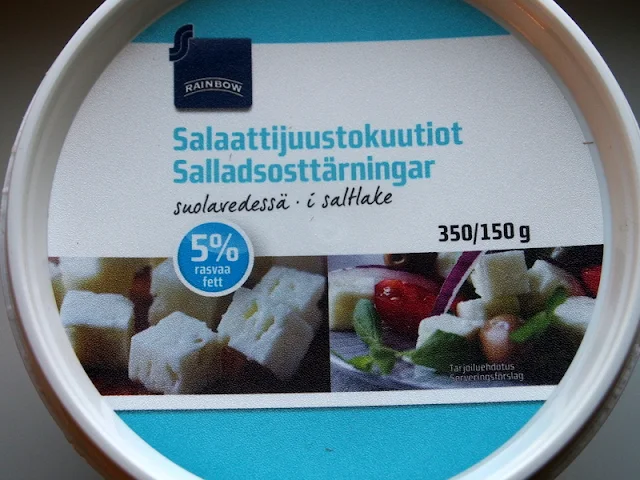 RAINBOW
Salaattijuustokuutiot
Salladsosttärningar
suolavedessä · i saltlake
350/150 g
5%
rasvaa
fett
Tarjoiluehdotus
Serveringsförslag